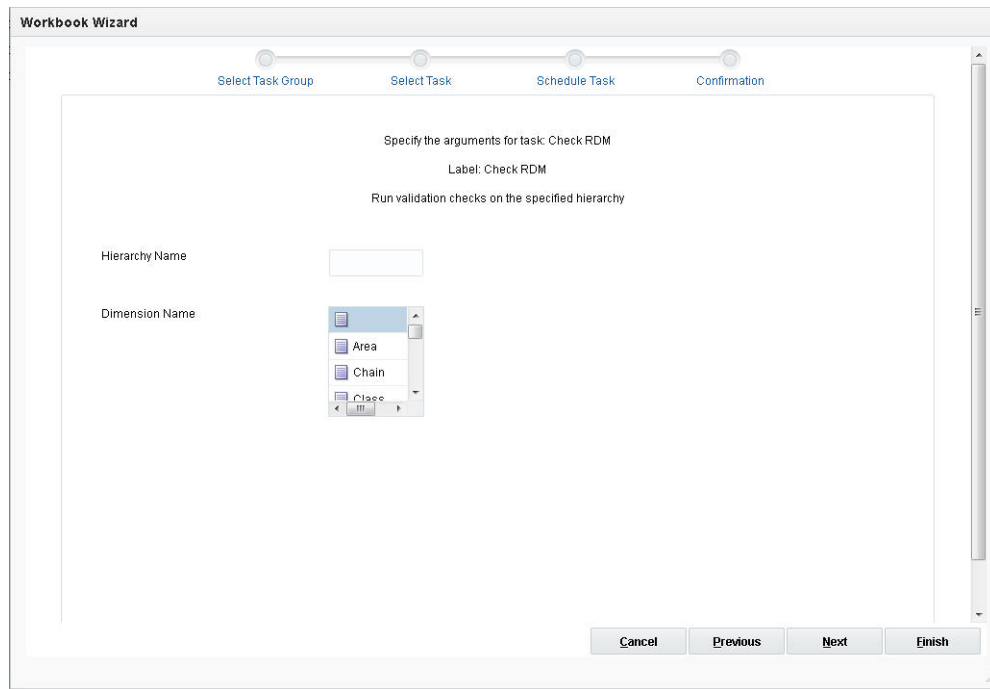 Workbook Wizard
Select Task Group Select Task Schedule Task Confirmation
Specify the arguments for task: Check RDM
Label: Check RDM
Run validation checks on the specified hierarchy
Hierarchy Name
Dimension Name
Area
Chain
Class
Cancel Previous Next Finish